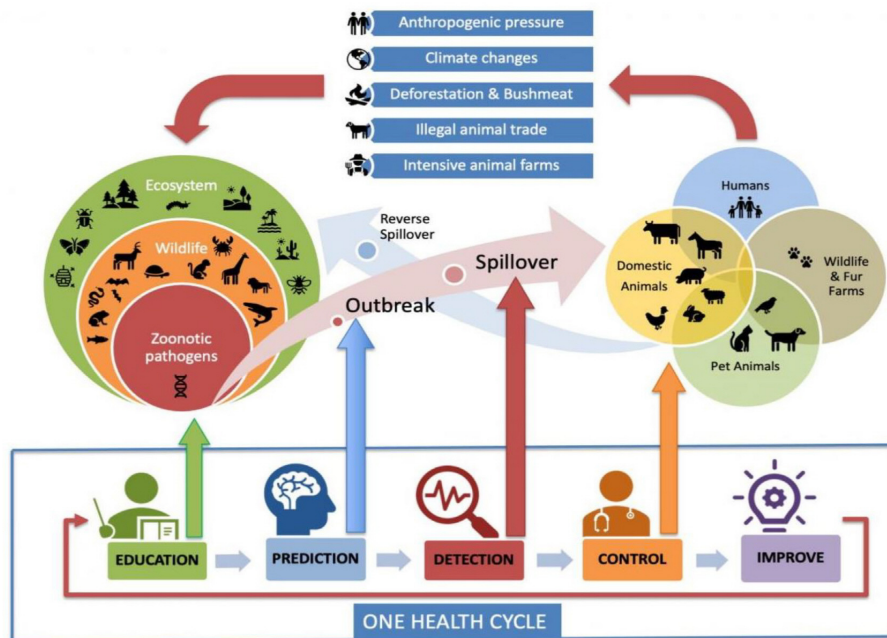 Anthropogenic pressure
Climate changes
Deforestation & Bushmeat
Illegal animal trade
Intensive animal farms
Ecosystem
Wildlife
Zoonotic
pathogens
Reverse
Spillover
Spillover
Outbreak
Humans
Domestic
Animals
Wildlife
& Fur
Farms
Pet Animals
EDUCATION
PREDICTION
DETECTION
CONTROL
IMPROVE
ONE HEALTH CYCLE